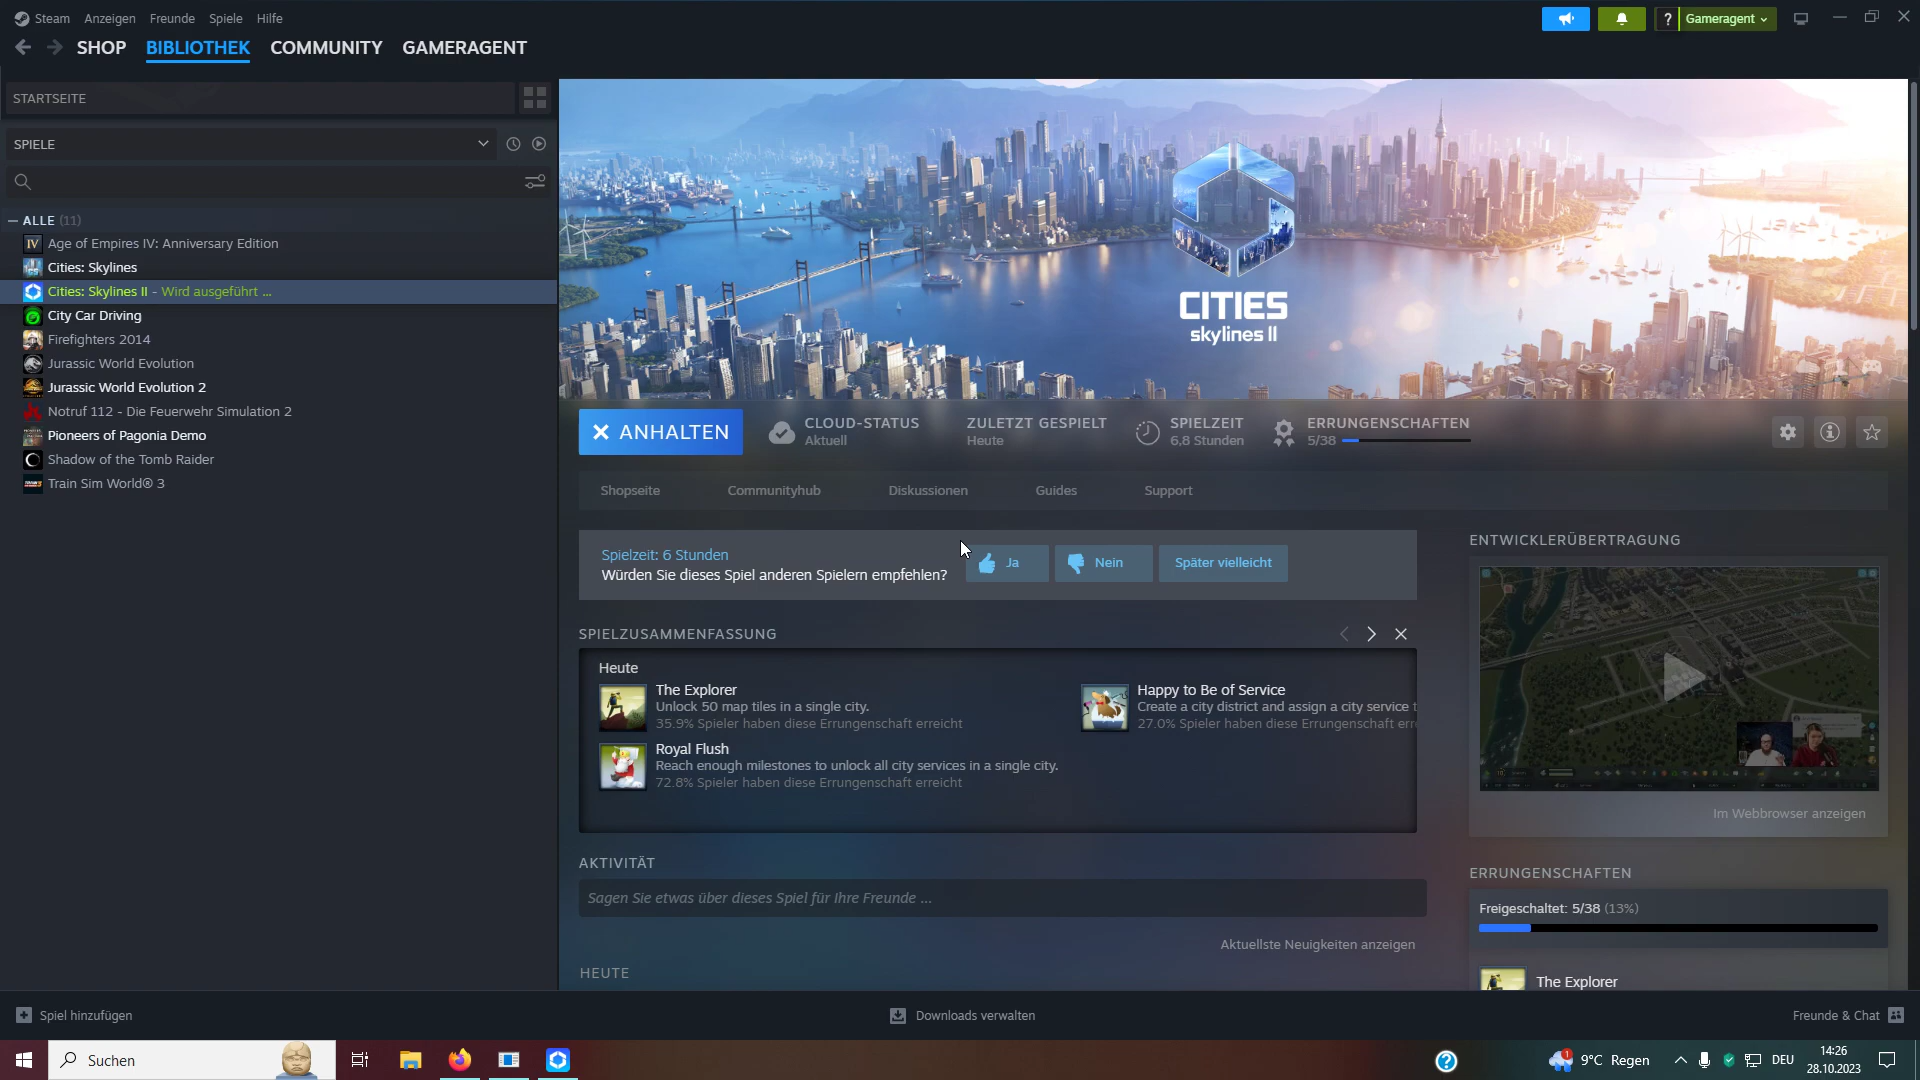 Steam Anzeigen Freunde Spiele Hilfe
? Gameragent
SHOP BIBLIOTHEK COMMUNITY GAMERAGENT
STARTSEITE
SPIELE
ALLE (11)
IV Age of Empires IV: Anniversary Edition
Cities: Skylines
Cities: Skylines II - Wird ausgeführt ...
City Car Driving
Firefighters 2014
Jurassic World Evolution
Jurassic World Evolution 2
Notruf 112 - Die Feuerwehr Simulation 2
Pioneers of Pagonia Demo
Shadow of the Tomb Raider
Train Sim World® 3
CITIES
skylines II
ANHALTEN
CLOUD-STATUS
Aktuell
ZULETZT GESPIELT
Heute
SPIELZEIT
6,8 Stunden
ERRUNGENSCHAFTEN
5/38
Shopseite Communityhub Diskussionen Guides Support
Spielzeit: 6 Stunden
Würden Sie dieses Spiel anderen Spielern empfehlen?
Ja Nein Später vielleicht
SPIELZUSAMMENFASSUNG
Heute
The Explorer
Unlock 50 map tiles in a single city.
35.9% Spieler haben diese Errungenschaft erreicht
Happy to Be of Service
Create a city district and assign a city service t
27.0% Spieler haben diese Errungenschaft err
Royal Flush
Reach enough milestones to unlock all city services in a single city.
72.8% Spieler haben diese Errungenschaft erreicht
AKTIVITÄT
Sagen Sie etwas über dieses Spiel für Ihre Freunde ...
Aktuellste Neuigkeiten anzeigen
HEUTE
ENTWICKLERÜBERTRAGUNG
Im Webbrowser anzeigen
ERRUNGENSCHAFTEN
Freigeschaltet: 5/38 (13%)
The Explorer
Spiel hinzufügen
Downloads verwalten
Freunde & Chat
Suchen
?
1
9°C Regen
DEU
14:26
28.10.2023